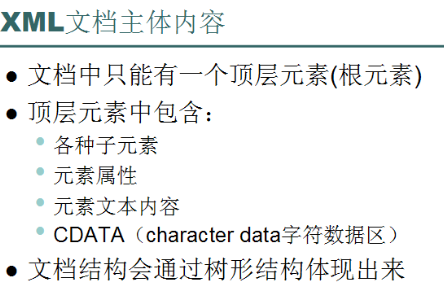 XML文档主体内容
● 文档中只能有一个顶层元素(根元素)
● 顶层元素中包含：
• 各种子元素
• 元素属性
• 元素文本内容
• CDATA（character data字符数据区）
● 文档结构会通过树形结构体现出来